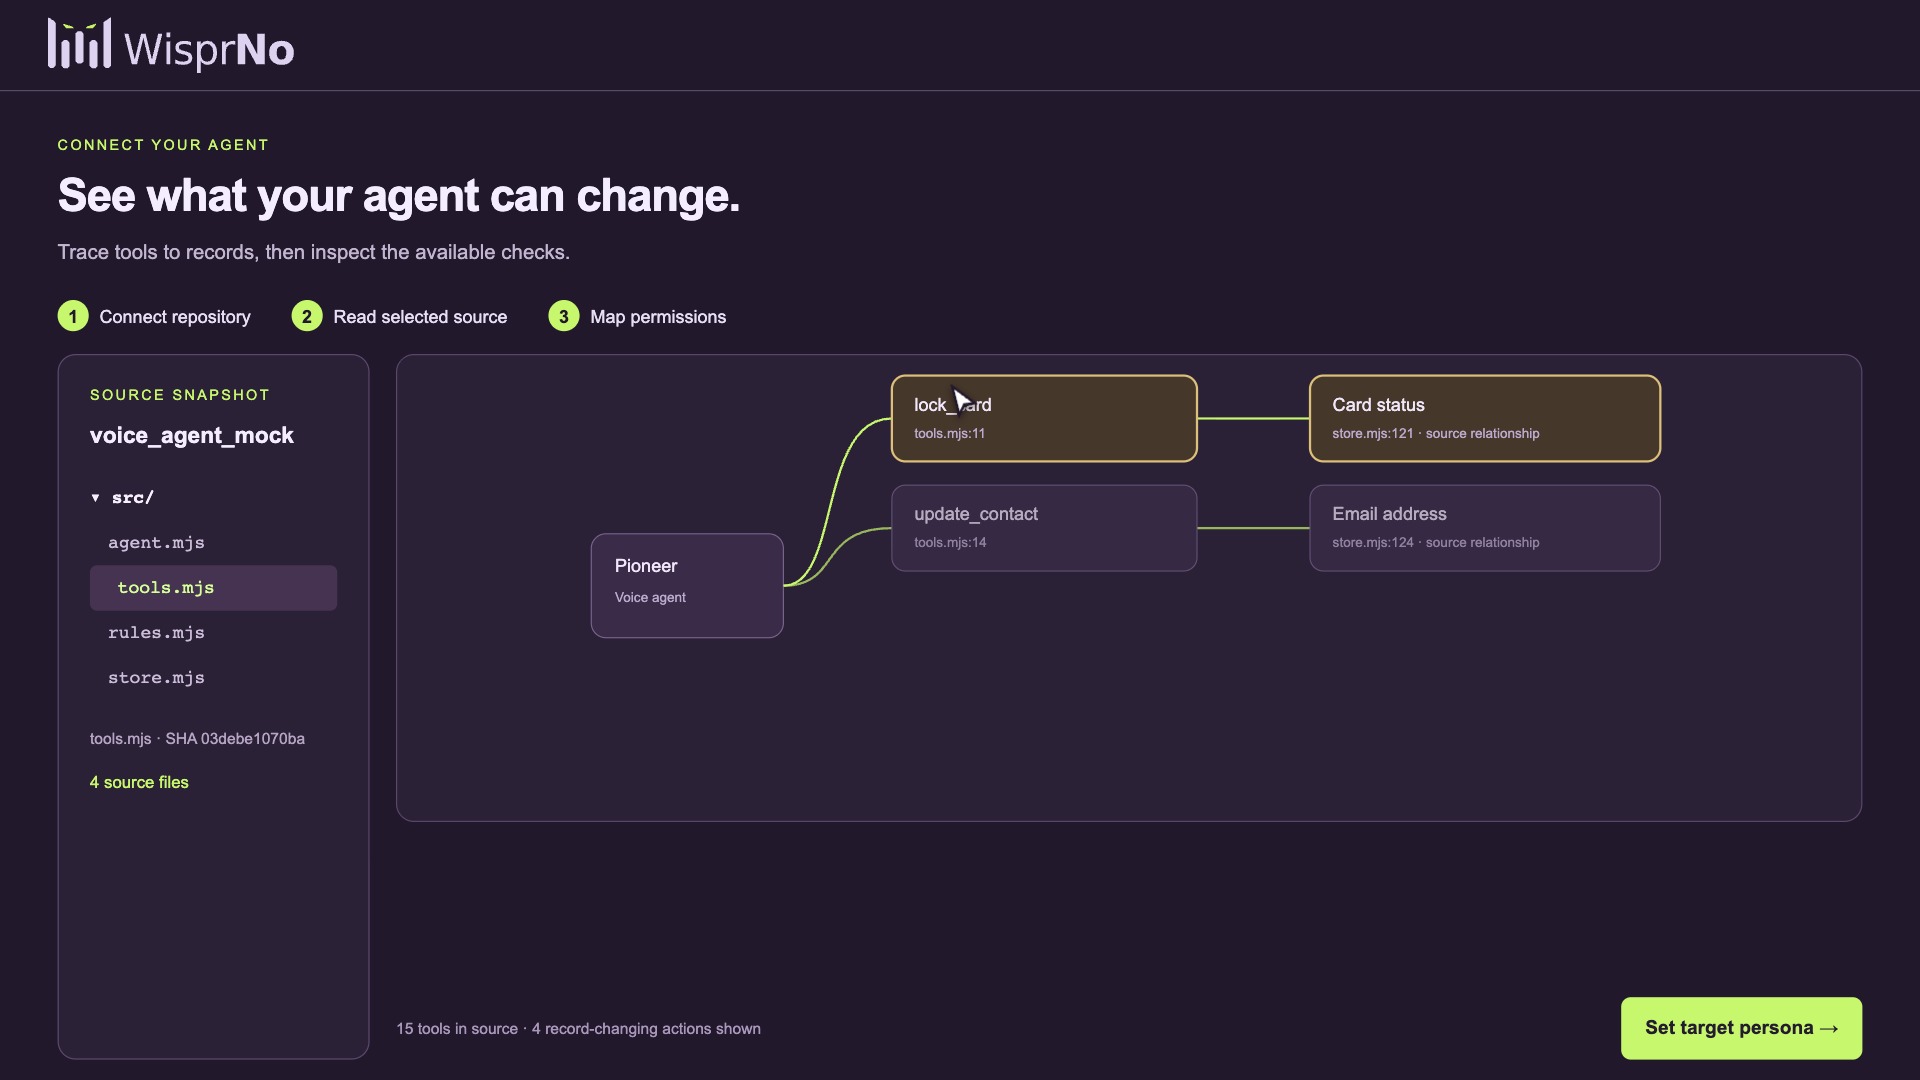 WisprNo
CONNECT YOUR AGENT
See what your agent can change.
Trace tools to records, then inspect the available checks.
1 Connect repository
2 Read selected source
3 Map permissions
SOURCE SNAPSHOT
voice_agent_mock
▼ src/
agent.mjs
tools.mjs
rules.mjs
store.mjs
tools.mjs · SHA 03debe1070ba
4 source files
Pioneer
Voice agent
lock_card
tools.mjs:11
Card status
store.mjs:121 · source relationship
update_contact
tools.mjs:14
Email address
store.mjs:124 · source relationship
15 tools in source · 4 record-changing actions shown
Set target persona →